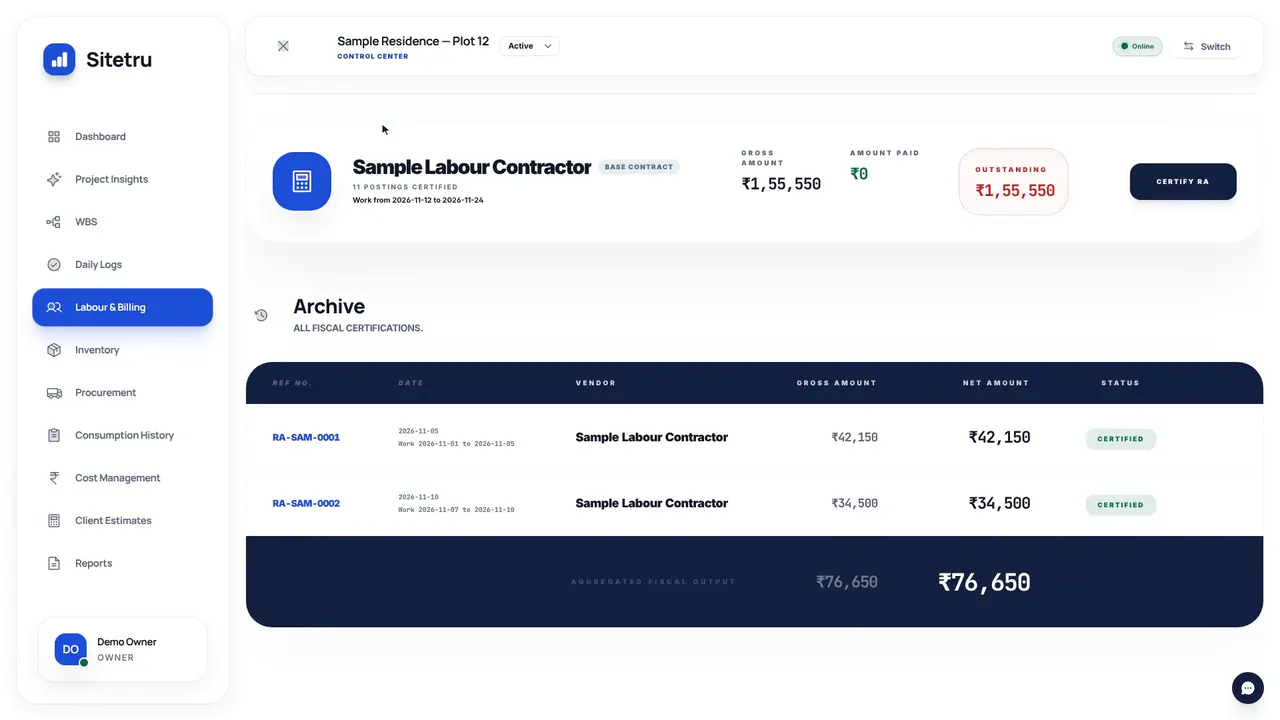 Sitetru
Dashboard
Project Insights
WBS
Daily Logs
Labour & Billing
Inventory
Procurement
Consumption History
Cost Management
Client Estimates
Reports
DO
Demo Owner
OWNER
Sample Residence — Plot 12
CONTROL CENTER
Active
Online
Switch
Sample Labour Contractor
BASE CONTRACT
11 POSTINGS CERTIFIED
Work from 2026-11-12 to 2026-11-24
GROSS
AMOUNT
₹1,55,550
AMOUNT PAID
₹0
OUTSTANDING
₹1,55,550
CERTIFY RA
Archive
ALL FISCAL CERTIFICATIONS.
REF NO. DATE VENDOR GROSS AMOUNT NET AMOUNT STATUS
RA-SAM-0001
2026-11-05
Work 2026-11-01 to 2026-11-05
Sample Labour Contractor
₹42,150
₹42,150
CERTIFIED
RA-SAM-0002
2026-11-10
Work 2026-11-07 to 2026-11-10
Sample Labour Contractor
₹34,500
₹34,500
CERTIFIED
AGGREGATED FISCAL OUTPUT ₹76,650 ₹76,650